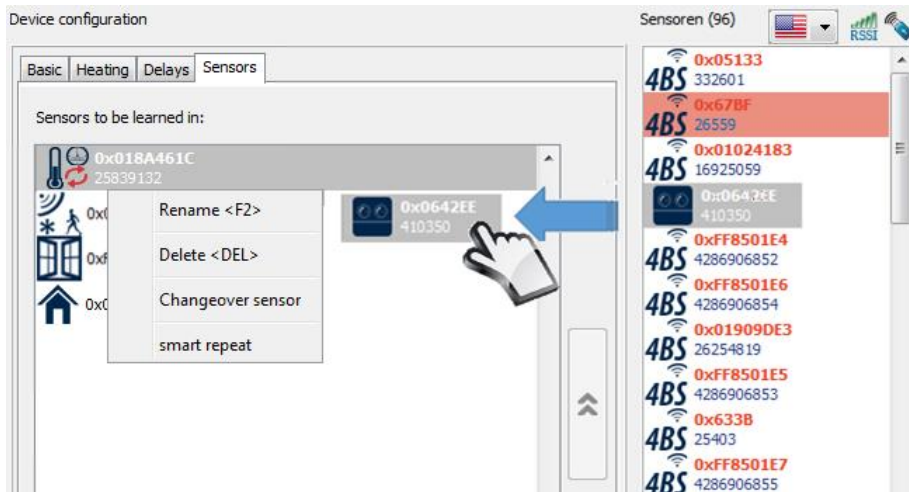 Device configuration
Basic Heating Delays Sensors
Sensors to be learned in:
0x018A461C
25839132
Rename <F2>
Delete <DEL>
Changeover sensor
smart repeat
0x0642EE
410350
Sensoren (96)
RSSI
4BS 0x05133
332601
4BS 0x67BF
26559
4BS 0x01024183
16925059
0x0642EE
410350
4BS 0xFF8501E4
4286906852
4BS 0xFF8501E6
4286906854
4BS 0x01909DE3
26254819
4BS 0xFF8501E5
4286906853
4BS 0x633B
25403
4BS 0xFF8501E7
4286906855